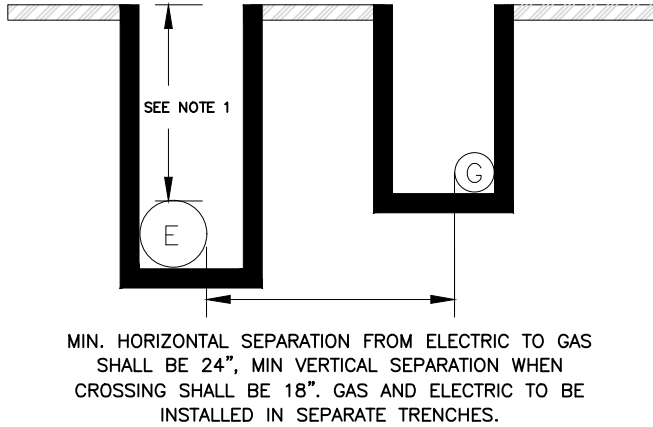 SEE NOTE 1
E
G
MIN. HORIZONTAL SEPARATION FROM ELECTRIC TO GAS
SHALL BE 24”, MIN VERTICAL SEPARATION WHEN
CROSSING SHALL BE 18”. GAS AND ELECTRIC TO BE
INSTALLED IN SEPARATE TRENCHES.